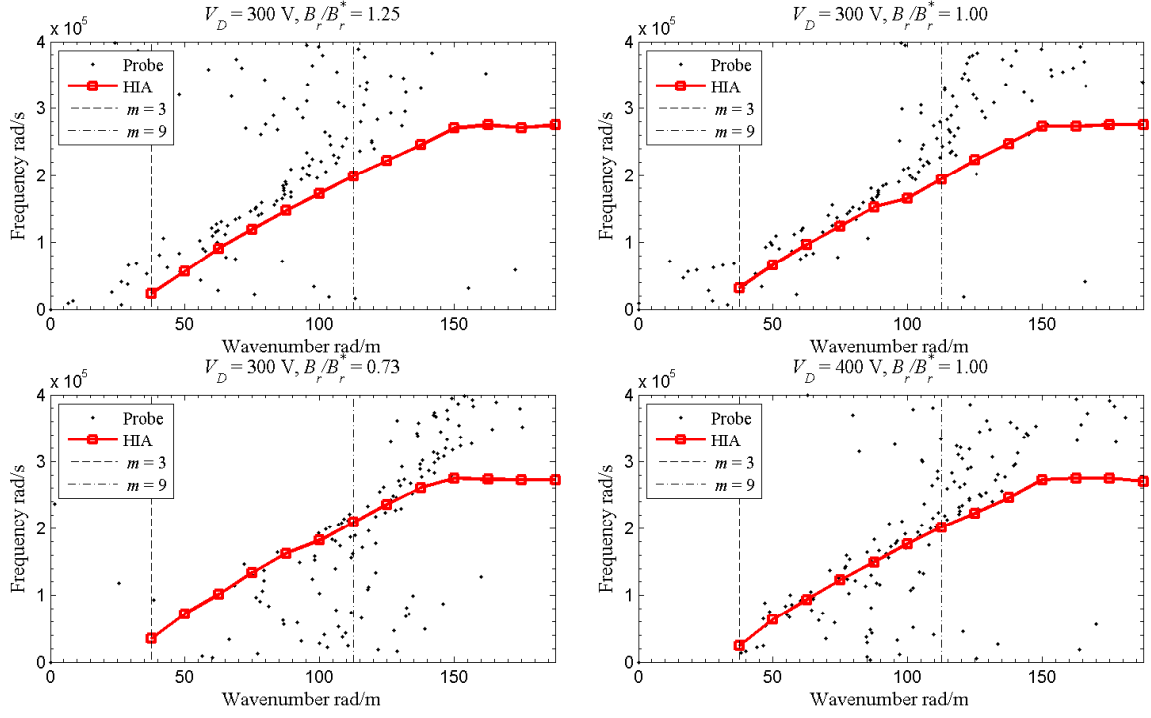 V_D = 300 V, B_r/B_r^* = 1.25
x 10^5
4
3
2
1
0
Frequency rad/s
Probe
HIA
m = 3
m = 9
0 50 100 150
Wavenumber rad/m
V_D = 300 V, B_r/B_r^* = 1.00
x 10^5
4
3
2
1
0
Frequency rad/s
Probe
HIA
m = 3
m = 9
0 50 100 150
Wavenumber rad/m
V_D = 300 V, B_r/B_r^* = 0.73
x 10^5
4
3
2
1
0
Frequency rad/s
Probe
HIA
m = 3
m = 9
0 50 100 150
Wavenumber rad/m
V_D = 400 V, B_r/B_r^* = 1.00
x 10^5
4
3
2
1
0
Frequency rad/s
Probe
HIA
m = 3
m = 9
0 50 100 150
Wavenumber rad/m